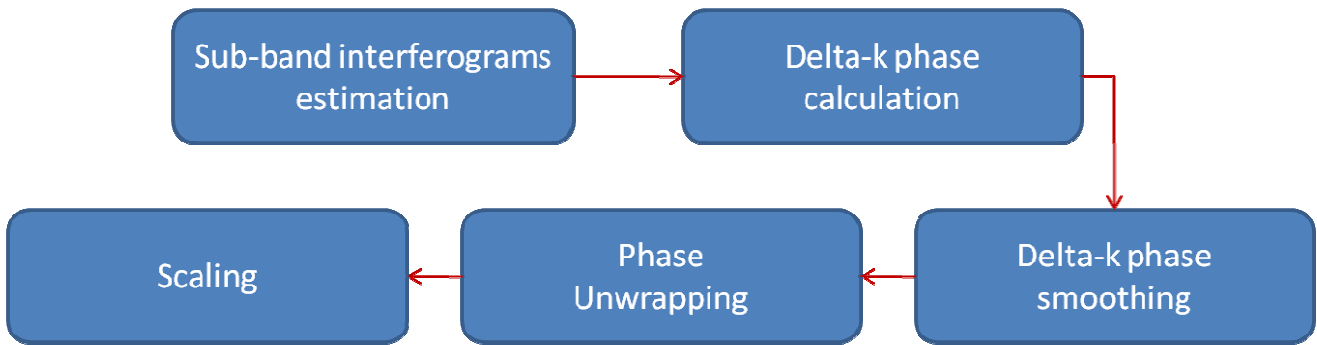 Sub-band interferograms
estimation
Delta-k phase
calculation
Delta-k phase
smoothing
Phase
Unwrapping
Scaling